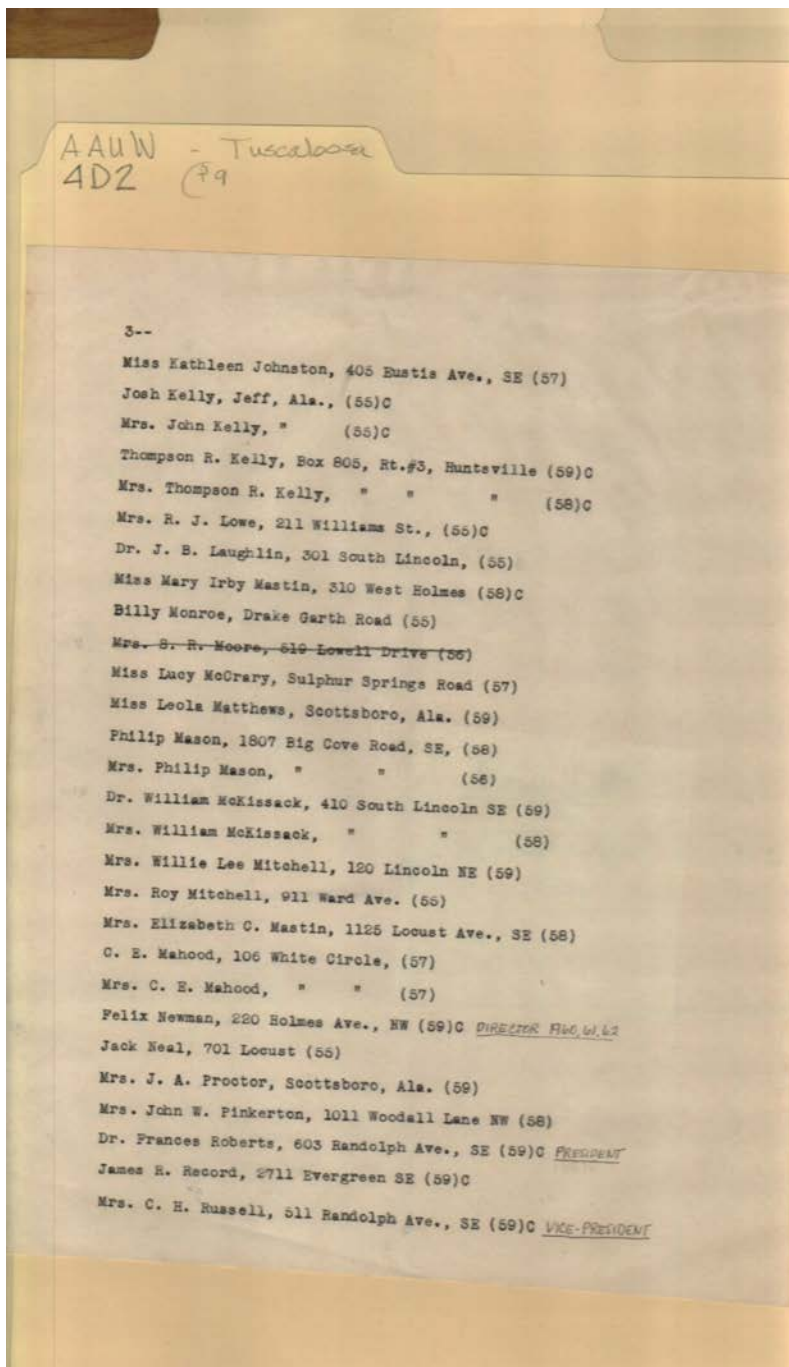 AAUW - Tuscaloosa
4D2
3--
Miss Kathleen Johnston, 405 Eustis Ave., SE (57)
Josh Kelly, Jeff, Ala., (55)C
Mrs. John Kelly, " (55)C
Thompson R. Kelly, Box 805, Rt.#3, Huntsville (59)C
Mrs. Thompson R. Kelly, " " " (58)C
Mrs. R. J. Lowe, 211 Williams St., (55)C
Dr. J. B. Laughlin, 301 South Lincoln, (55)
Miss Mary Irby Mastin, 310 West Holmes (58)C
Billy Monroe, Drake Garth Road (55)
Mrs. S. R. Moore, 519 Lowell Drive (56)
Miss Lucy McCrary, Sulphur Springs Road (57)
Miss Leola Matthews, Scottsboro, Ala. (59)
Philip Mason, 1807 Big Cove Road, SE, (58)
Mrs. Philip Mason, " " (56)
Dr. William McKissack, 410 South Lincoln SE (59)
Mrs. William McKissack, " " (58)
Mrs. Willie Lee Mitchell, 120 Lincoln NE (59)
Mrs. Roy Mitchell, 911 Ward Ave. (55)
Mrs. Elizabeth C. Mastin, 1125 Locust Ave., SE (58)
C. E. Mahood, 106 White Circle, (57)
Mrs. C. E. Mahood, " " (57)
Felix Newman, 220 Holmes Ave., NW (59)C DIRECTOR 1960, 61, 62
Jack Neal, 701 Locust (55)
Mrs. J. A. Proctor, Scottsboro, Ala. (59)
Mrs. John W. Pinkerton, 1011 Woodall Lane NW (58)
Dr. Frances Roberts, 603 Randolph Ave., SE (59)C PRESIDENT
James R. Record, 2711 Evergreen SE (59)C
Mrs. C. H. Russell, 511 Randolph Ave., SE (59)C VICE-PRESIDENT